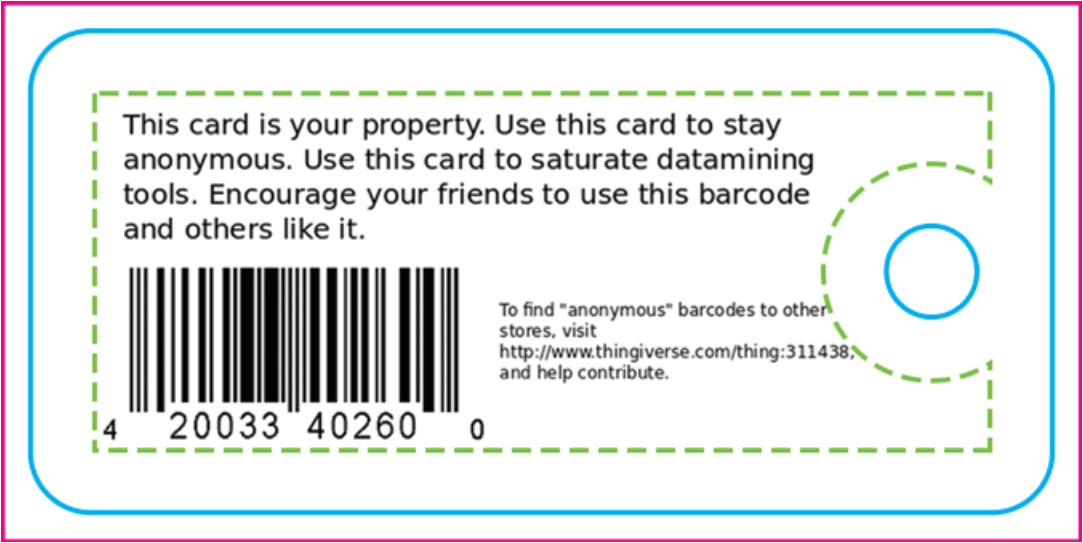 This card is your property. Use this card to stay
anonymous. Use this card to saturate datamining
tools. Encourage your friends to use this barcode
and others like it.
To find "anonymous" barcodes to other
stores, visit
http://www.thingiverse.com/thing:311438,
and help contribute.
4 20033 40260 0